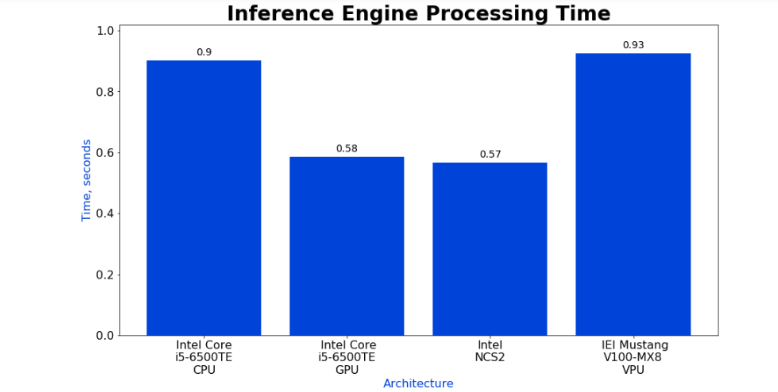 Inference Engine Processing Time
1.0
0.8
0.6
0.4
0.2
0.0
Time, seconds
0.9
0.58
0.57
0.93
Intel Core
i5-6500TE
CPU
Intel Core
i5-6500TE
GPU
Intel
NCS2
IEI Mustang
V100-MX8
VPU
Architecture